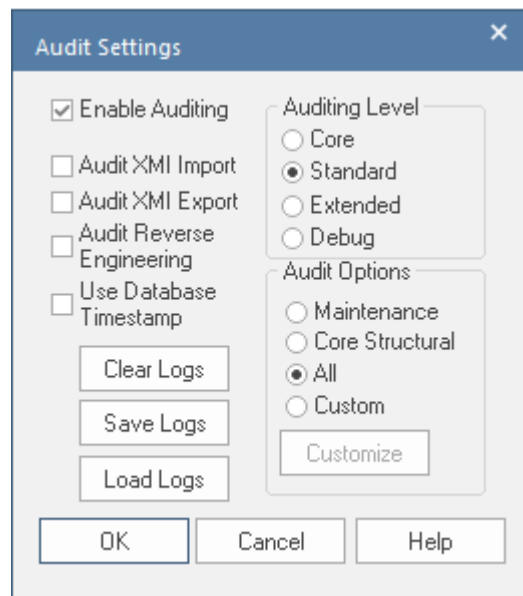 Audit Settings
Enable Auditing
Audit XMI Import
Audit XMI Export
Audit Reverse
Engineering
Use Database
Timestamp
Clear Logs
Save Logs
Load Logs
Auditing Level
Core
Standard
Extended
Debug
Audit Options
Maintenance
Core Structural
All
Custom
Customize
OK
Cancel
Help